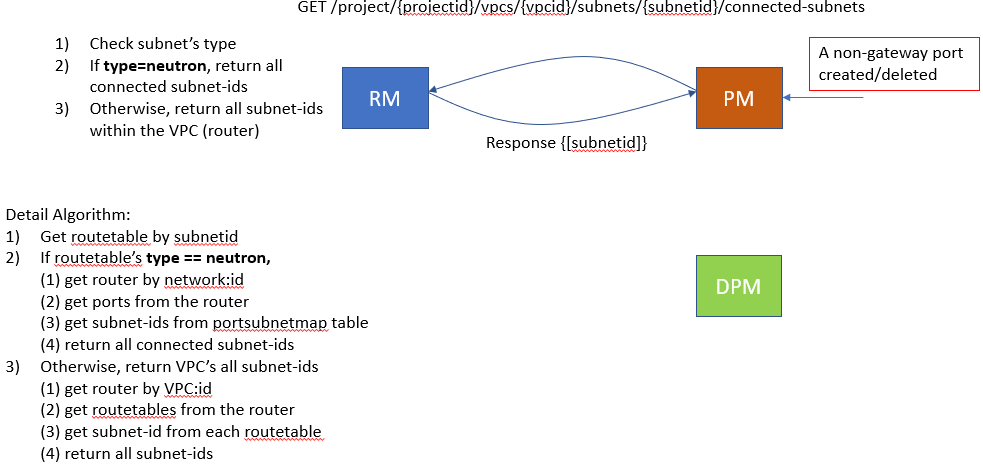 GET /project/{projectid}/vpcs/{vpcid}/subnets/{subnetid}/connected-subnets
1) Check subnet's type
2) If type=neutron, return all
connected subnet-ids
3) Otherwise, return all subnet-ids
within the VPC (router)
RM
PM
A non-gateway port
created/deleted
Response {[subnetid]}
Detail Algorithm:
1) Get routetable by subnetid
2) If routetable's type == neutron,
(1) get router by network:id
(2) get ports from the router
(3) get subnet-ids from portsubnetmap table
(4) return all connected subnet-ids
3) Otherwise, return VPC's all subnet-ids
(1) get router by VPC:id
(2) get routetables from the router
(3) get subnet-id from each routetable
(4) return all subnet-ids
DPM